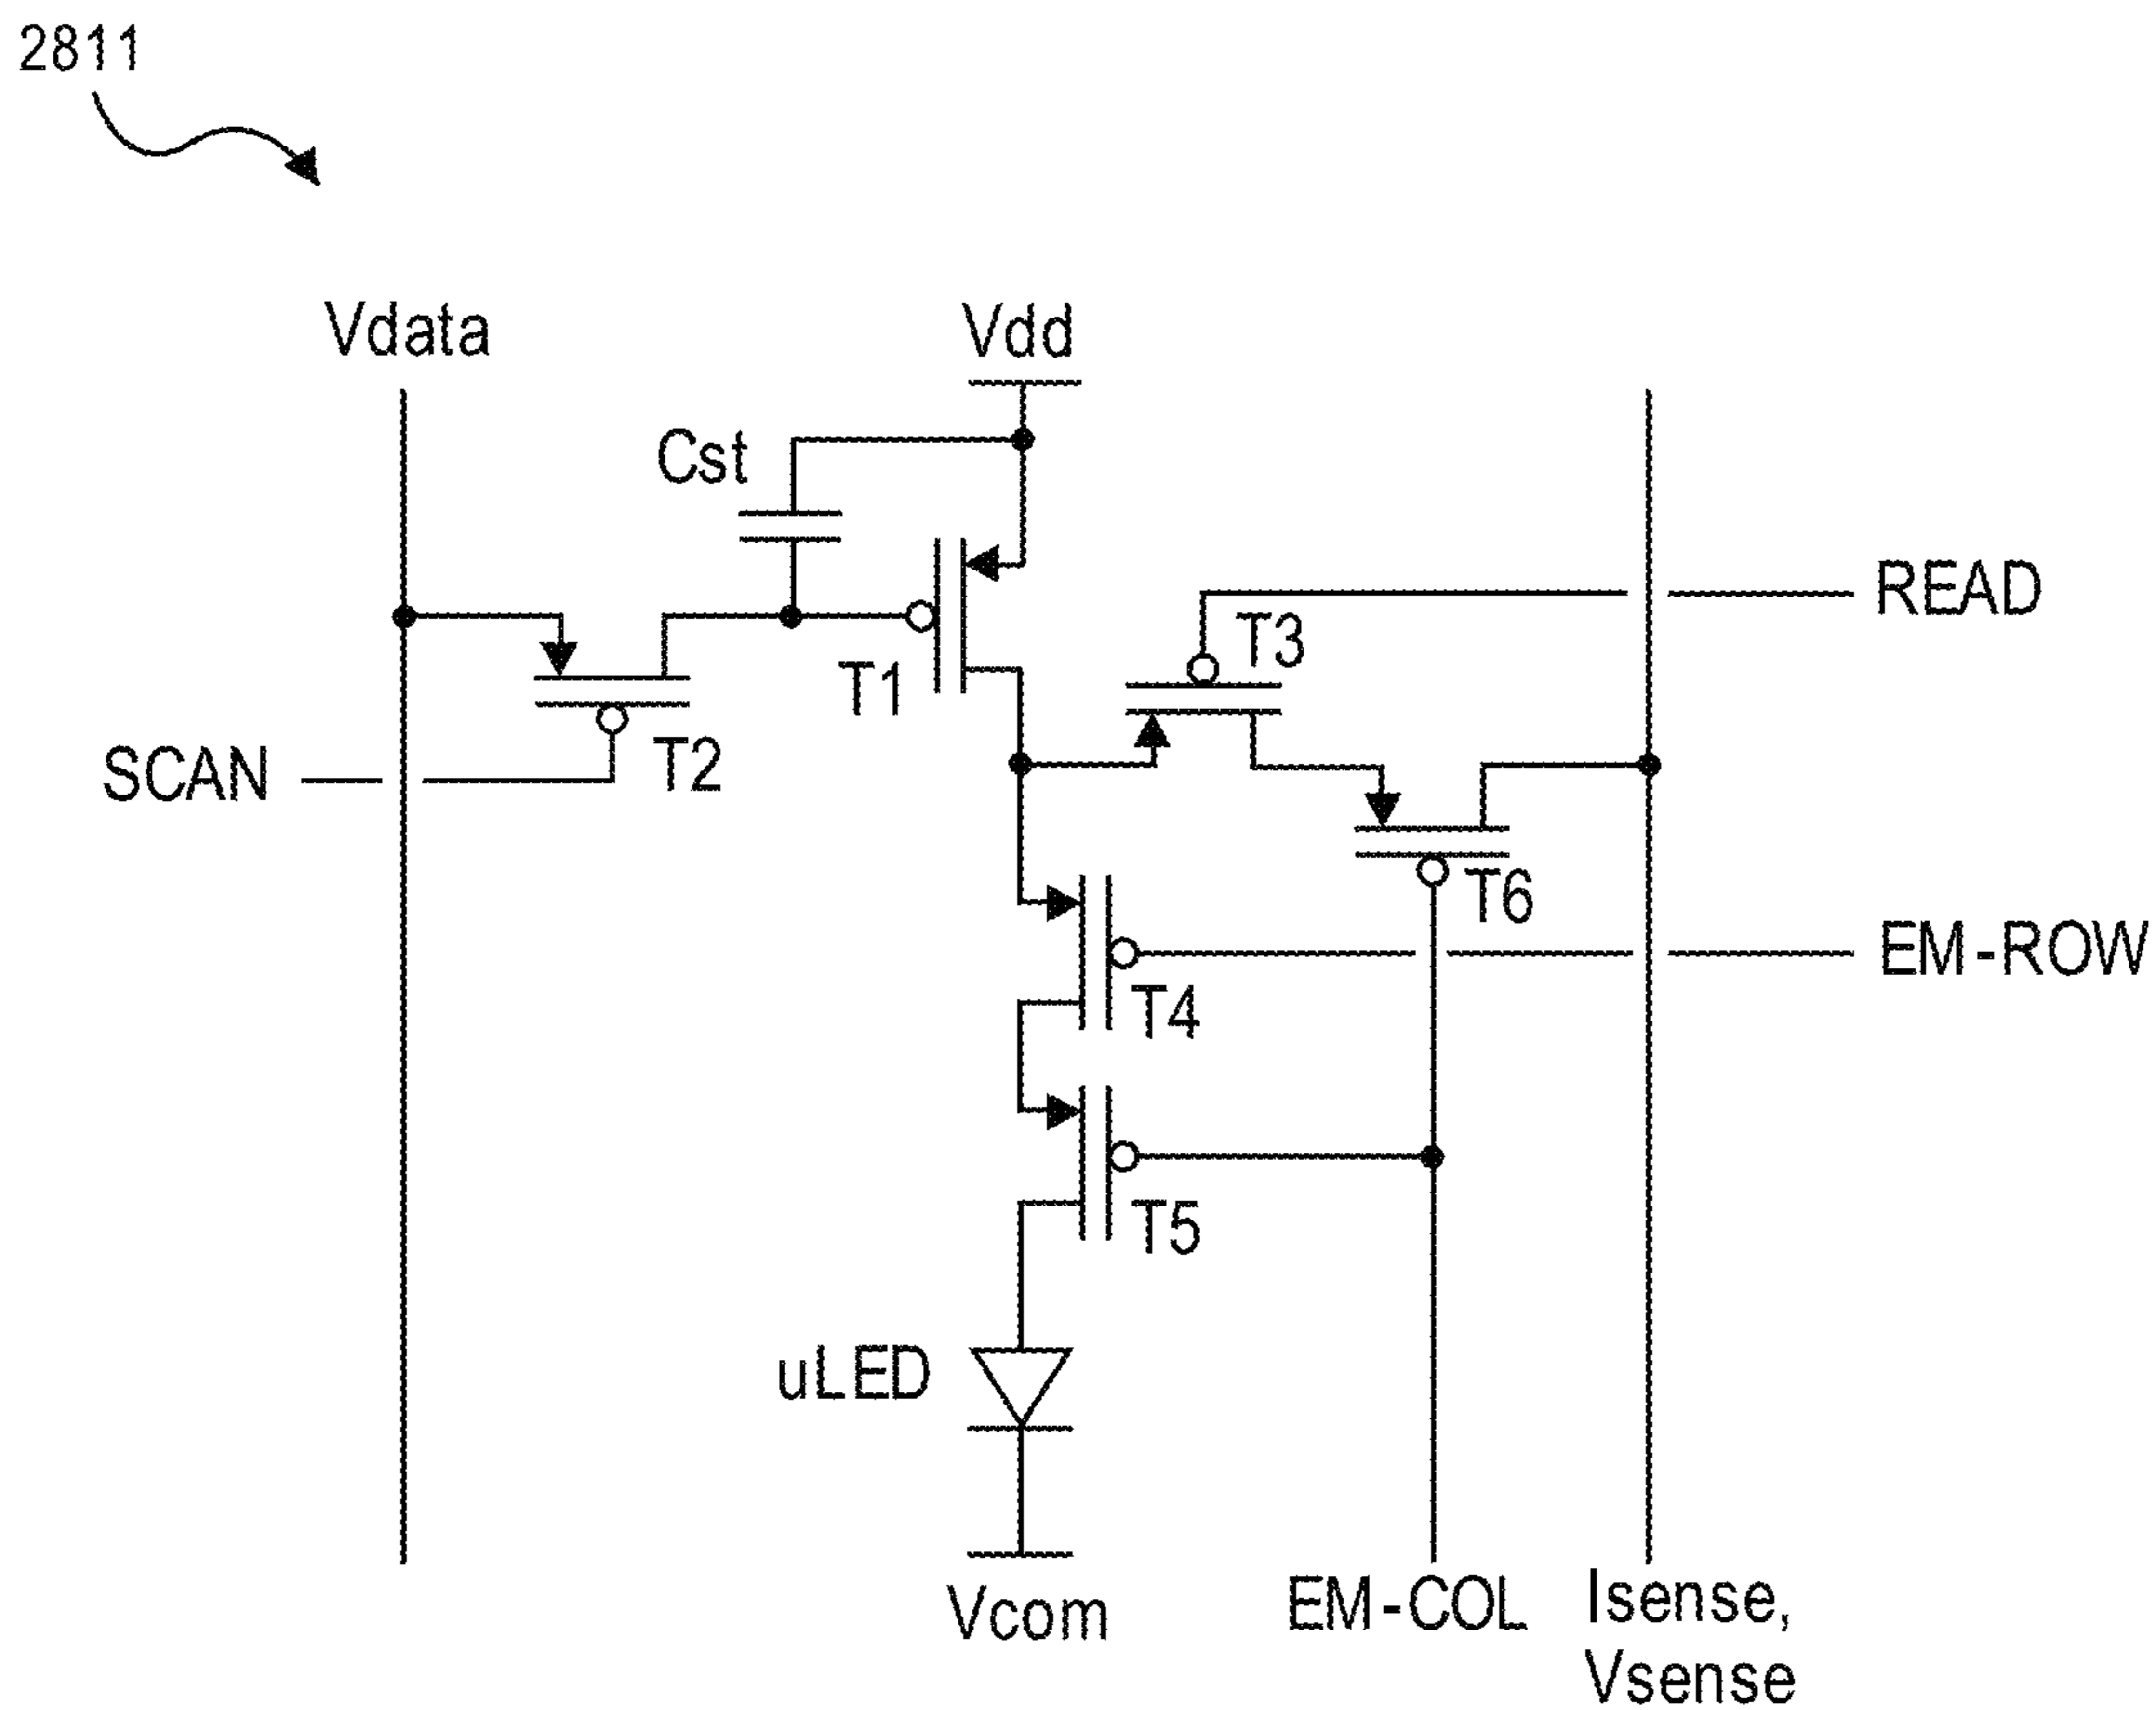 2811
Vdata
Vdd
Cst
READ
T3
T1
T2
SCAN
T6
EM-ROW
T4
T5
uLED
Vcom
EM-COL
Isense,
Vsense